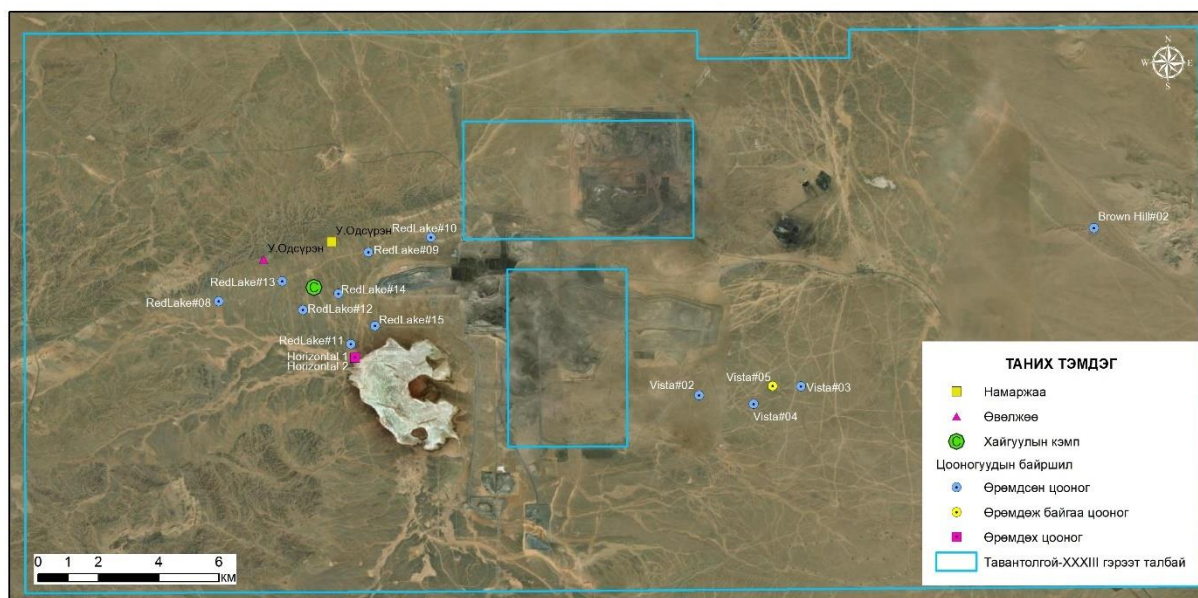 N
W E
S
Brown Hill#02
У.Одсүрэн
RedLake#10
У.Одсүрэн
RedLake#09
RedLake#13
C
RedLake#14
RedLake#08
RedLake#12
RedLake#15
RedLake#11
Horizontal 1
Horizontal 2
Vista#02
Vista#05
Vista#03
Vista#04
ТАНИХ ТЭМДЭГ
Намаржаа
Өвөлжөө
C Хайгуулын кэмп
Цооногуудын байршил
Өрөмдсөн цооног
Өрөмдөж байгаа цооног
Өрөмдөх цооног
Тавантолгой-XXXIII гэрээт талбай
0 1 2 4 6
км